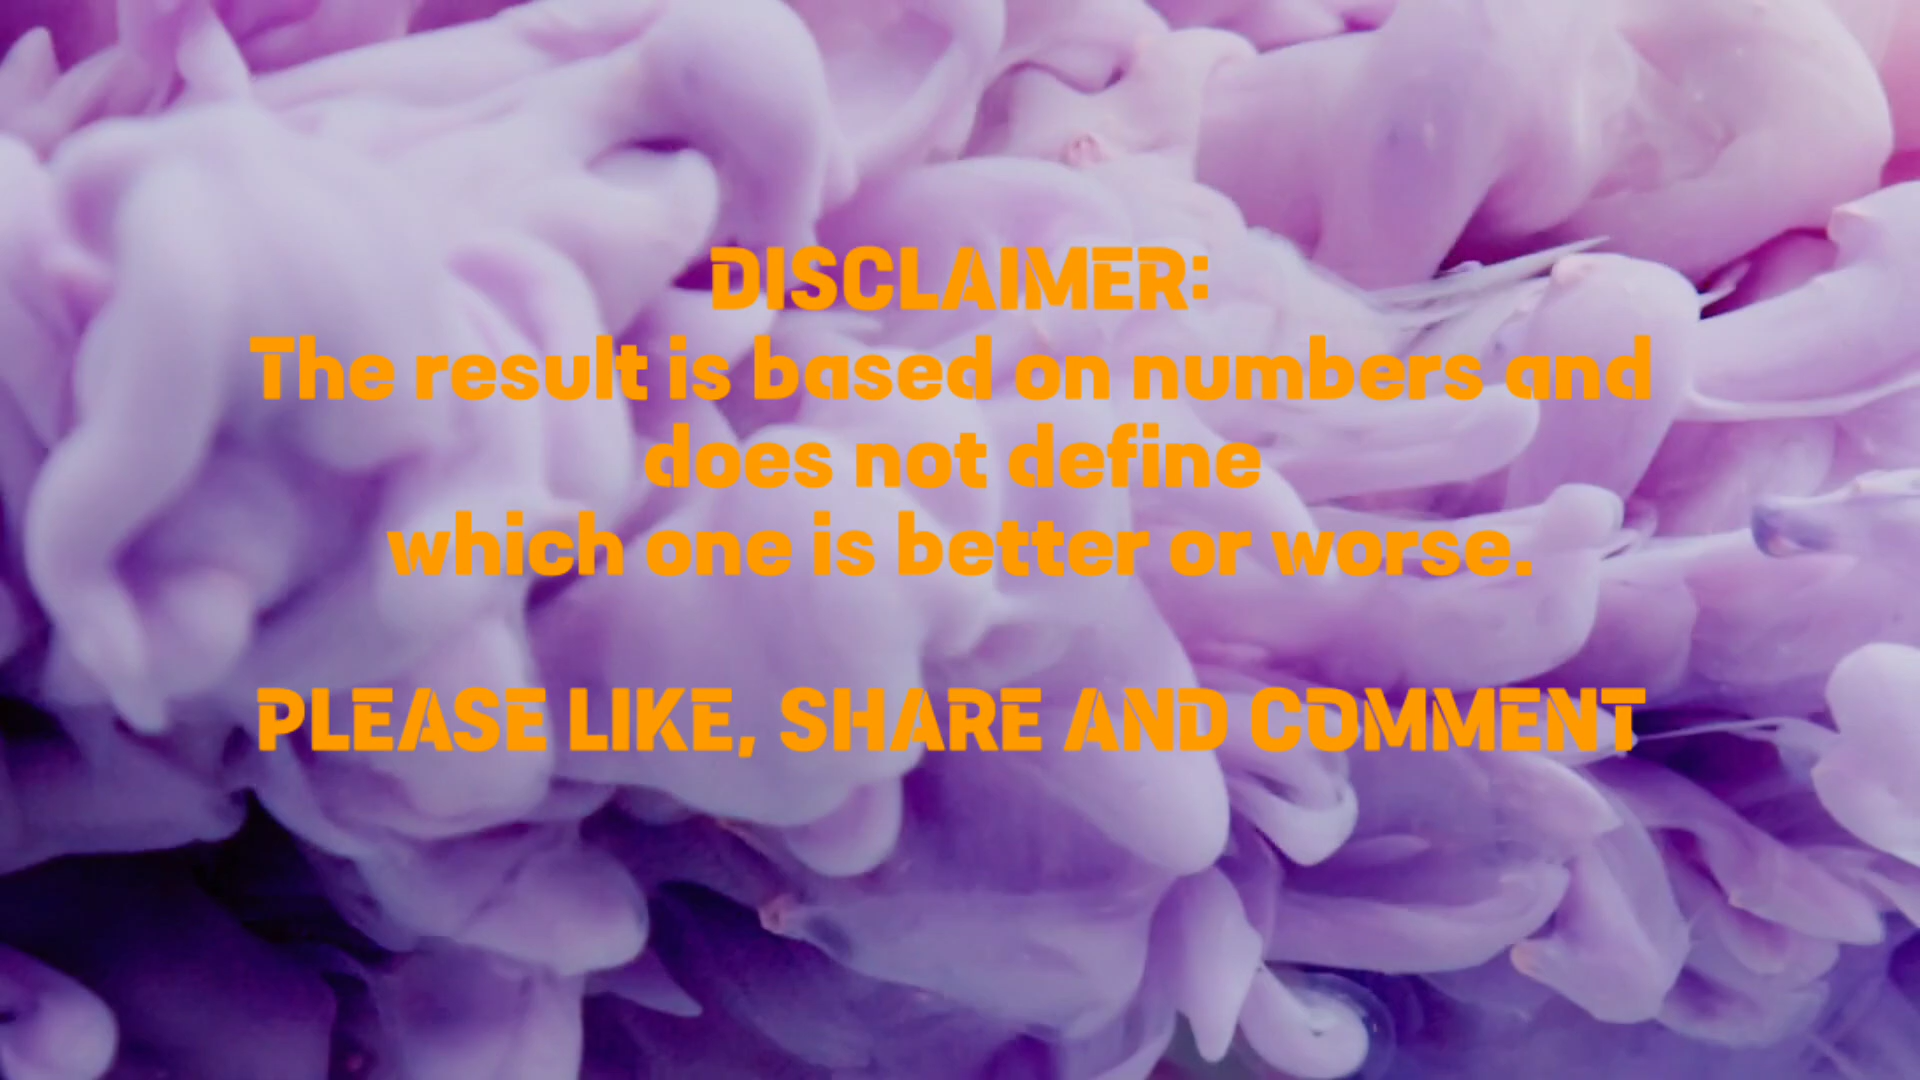 DISCLAIMER:
The result is based on numbers and
does not define
which one is better or worse.
PLEASE LIKE, SHARE AND COMMENT